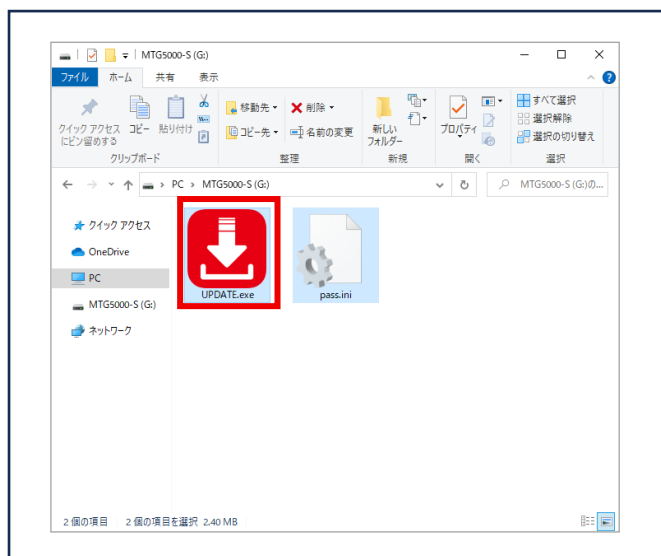 MTG5000-S (G:)
ファイル ホーム 共有 表示
クイック アクセス
にピン留めする
コピー
貼り付け
移動先
コピー先
削除
名前の変更
新しい
フォルダー
プロパティ
すべて選択
選択解除
選択の切り替え
クリップボード 整理 新規 開く 選択
PC › MTG5000-S (G:)
MTG5000-S (G:)の...
クイック アクセス
OneDrive
PC
MTG5000-S (G:)
ネットワーク
UPDATE.exe
pass.ini
2 個の項目 2 個の項目を選択 2.40 MB